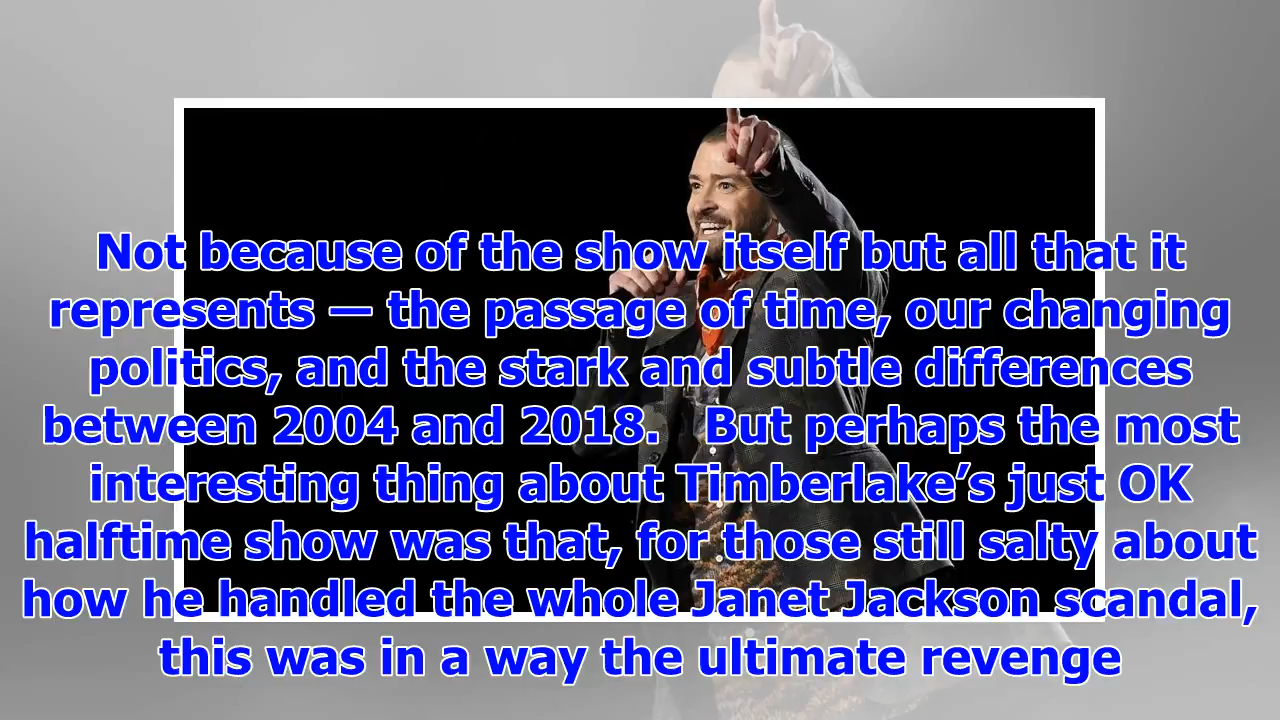 Not because of the show itself but all that it
represents — the passage of time, our changing
politics, and the stark and subtle differences
between 2004 and 2018.   But perhaps the most
interesting thing about Timberlake’s just OK
halftime show was that, for those still salty about
how he handled the whole Janet Jackson scandal,
this was in a way the ultimate revenge